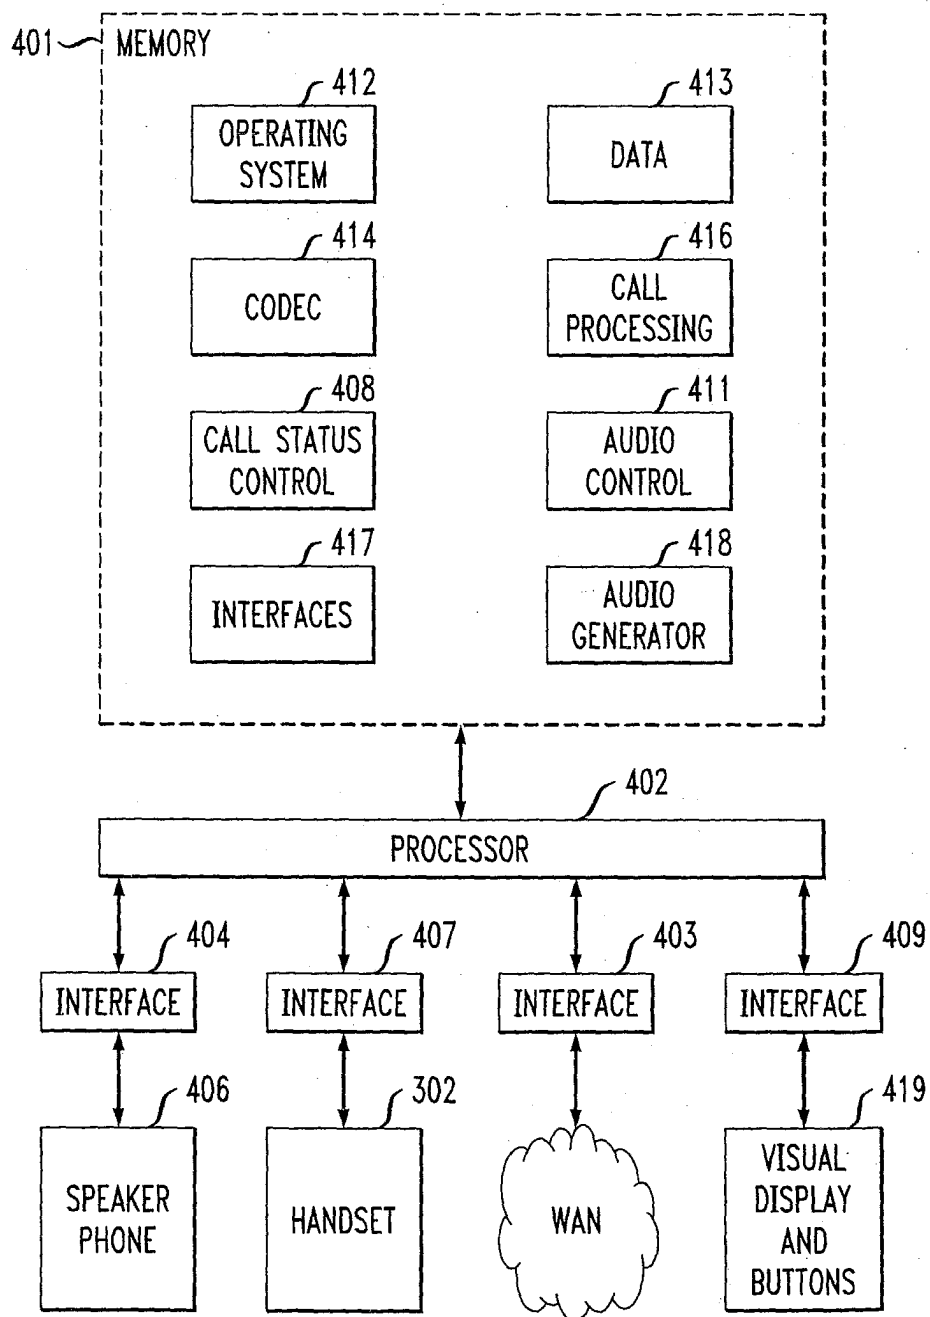 401 MEMORY
412 413
OPERATING
SYSTEM
DATA
414 416
CODEC
CALL
PROCESSING
408 411
CALL STATUS
CONTROL
AUDIO
CONTROL
417 418
INTERFACES
AUDIO
GENERATOR
402
PROCESSOR
404 407 403 409
INTERFACE INTERFACE INTERFACE INTERFACE
406 302 419
SPEAKER
PHONE
HANDSET
WAN
VISUAL
DISPLAY
AND
BUTTONS